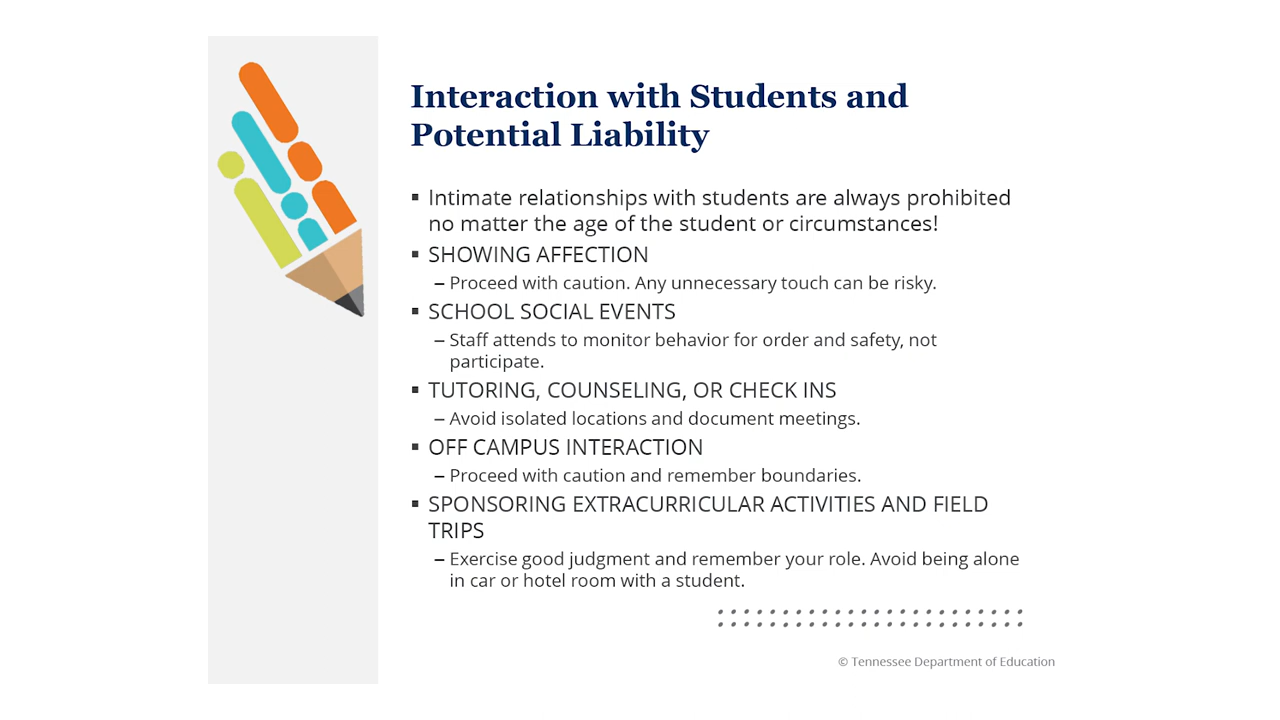 Interaction with Students and
Potential Liability
▪ Intimate relationships with students are always prohibited
no matter the age of the student or circumstances!
▪ SHOWING AFFECTION
– Proceed with caution. Any unnecessary touch can be risky.
▪ SCHOOL SOCIAL EVENTS
– Staff attends to monitor behavior for order and safety, not
participate.
▪ TUTORING, COUNSELING, OR CHECK INS
– Avoid isolated locations and document meetings.
▪ OFF CAMPUS INTERACTION
– Proceed with caution and remember boundaries.
▪ SPONSORING EXTRACURRICULAR ACTIVITIES AND FIELD
TRIPS
– Exercise good judgment and remember your role. Avoid being alone
in car or hotel room with a student.
© Tennessee Department of Education